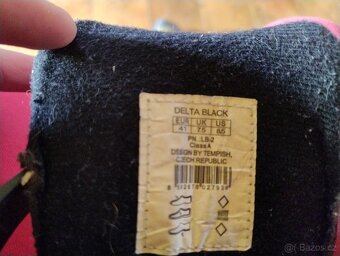 DELTA BLACK
EUR UK US
41 7.5 8.5
PN.: LB-2
Class A
DESIGN BY TEMPISH,
CZECH REPUBLIC
Bazoš.cz